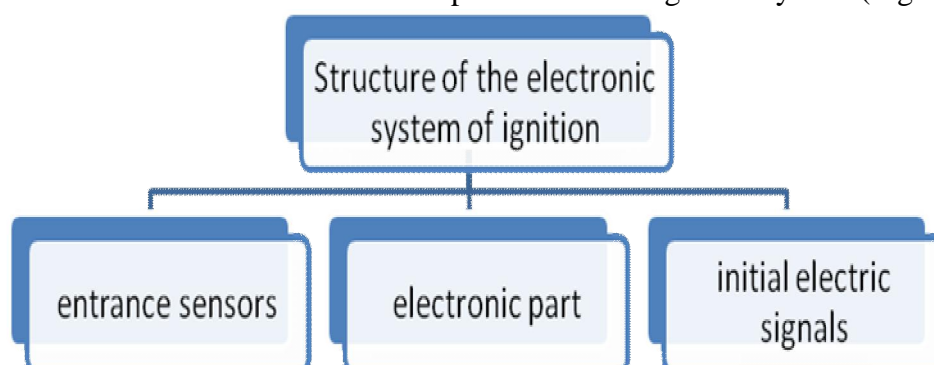 Structure of the electronic
system of ignition
entrance sensors
electronic part
initial electric
signals